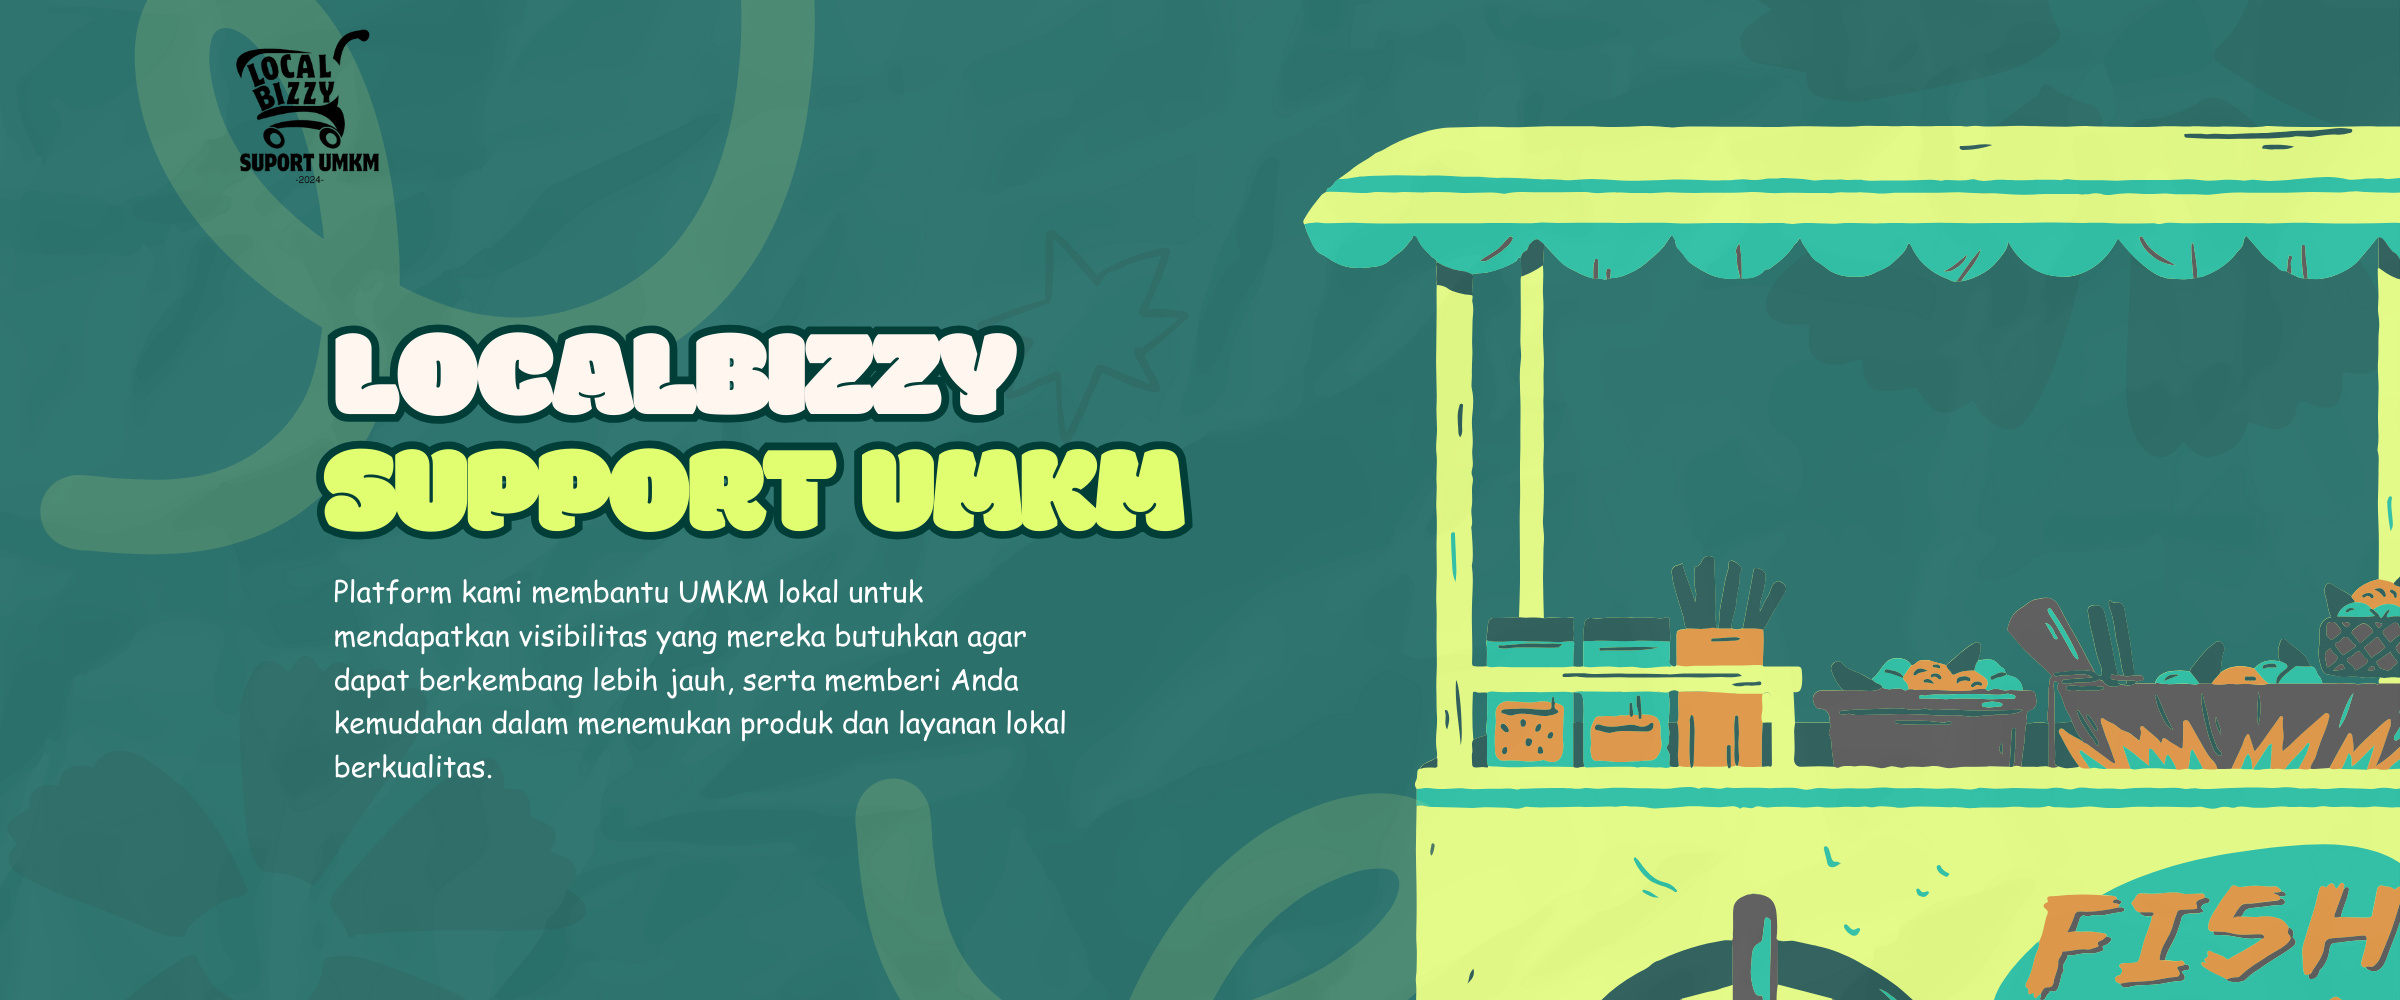 LOCAL
BIZZY
SUPORT UMKM
-2024-
LOCALBIZZY
SUPPORT UMKM
Platform kami membantu UMKM lokal untuk
mendapatkan visibilitas yang mereka butuhkan agar
dapat berkembang lebih jauh, serta memberi Anda
kemudahan dalam menemukan produk dan layanan lokal
berkualitas.
FISH